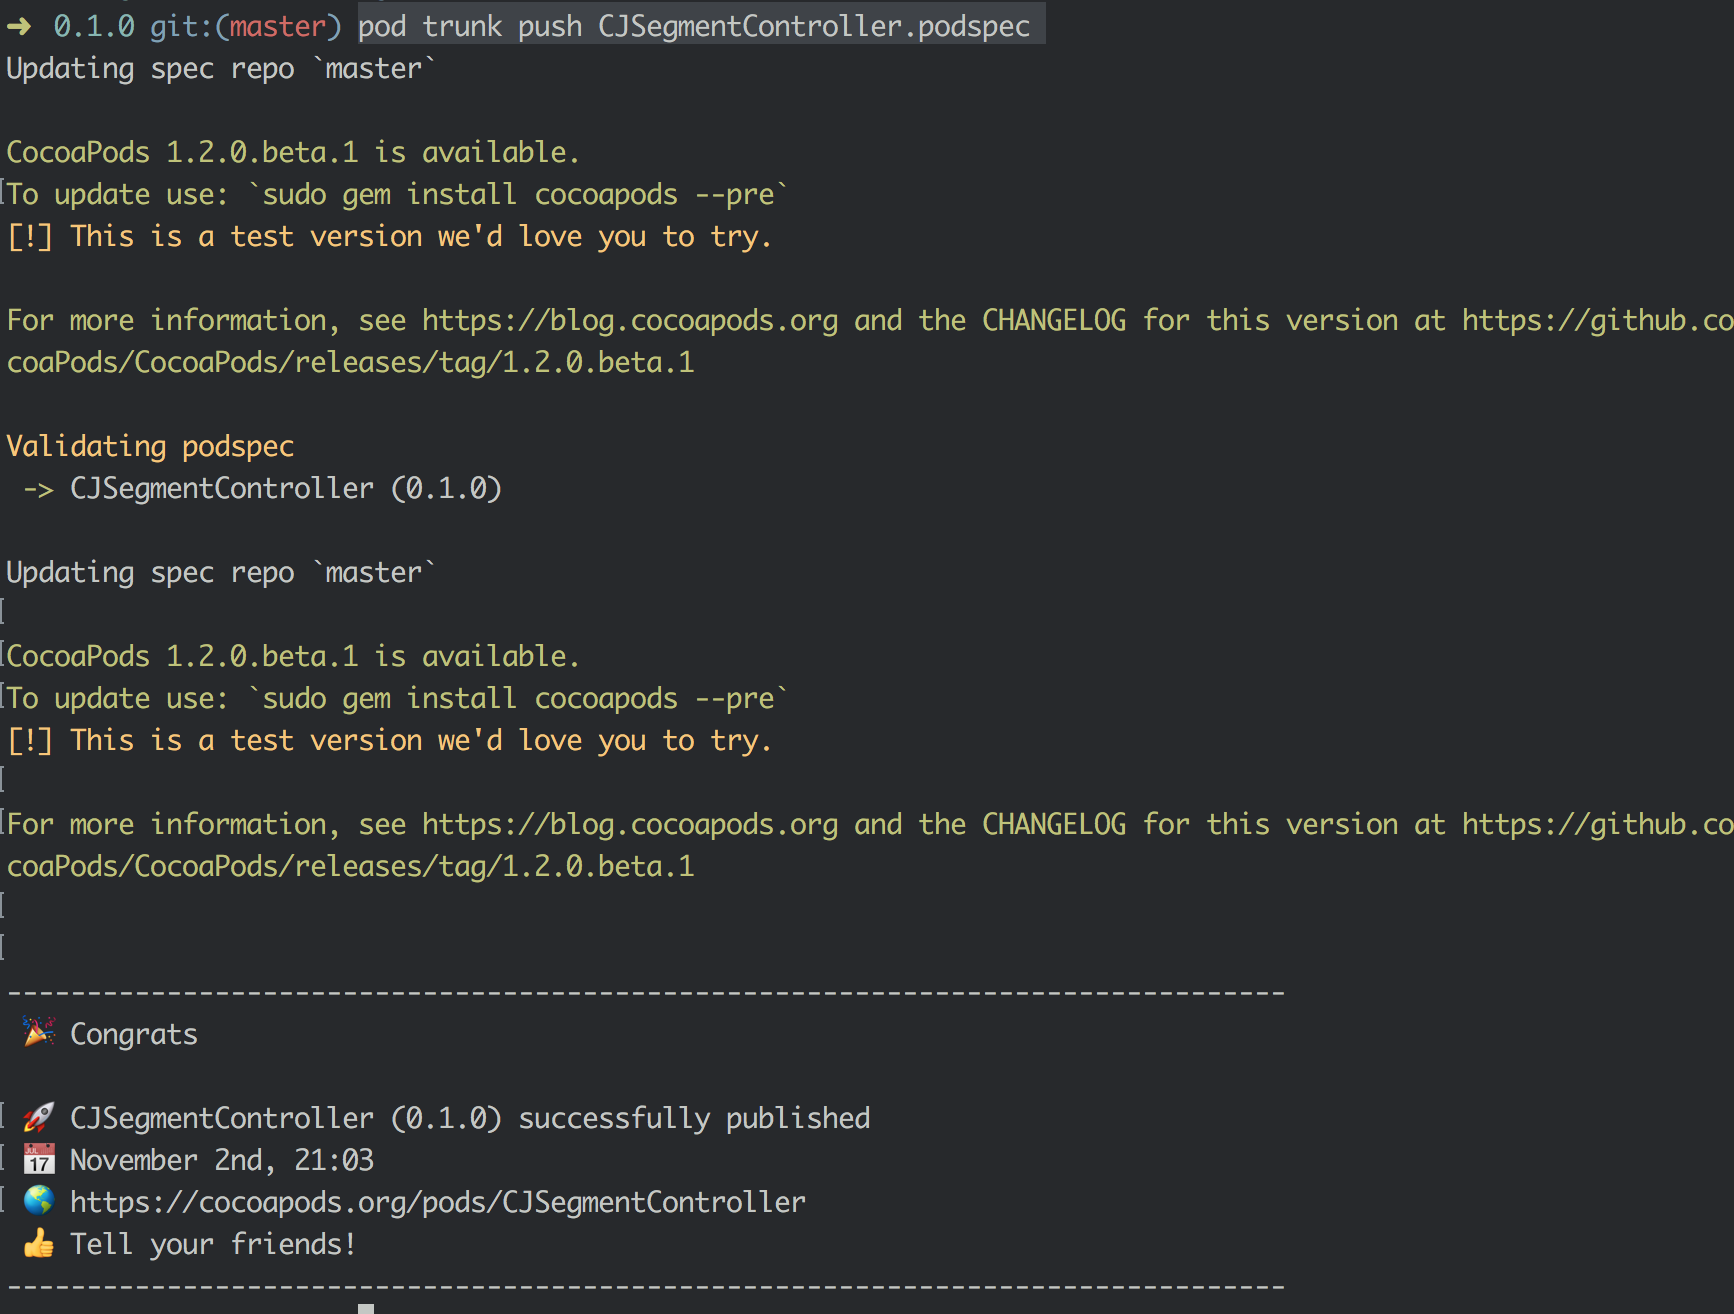 ➜ 0.1.0 git:(master) pod trunk push CJSegmentController.podspec
Updating spec repo `master`
CocoaPods 1.2.0.beta.1 is available.
To update use: `sudo gem install cocoapods --pre`
[!] This is a test version we'd love you to try.
For more information, see https://blog.cocoapods.org and the CHANGELOG for this version at https://github.co
coaPods/CocoaPods/releases/tag/1.2.0.beta.1
Validating podspec
-> CJSegmentController (0.1.0)
Updating spec repo `master`
CocoaPods 1.2.0.beta.1 is available.
To update use: `sudo gem install cocoapods --pre`
[!] This is a test version we'd love you to try.
For more information, see https://blog.cocoapods.org and the CHANGELOG for this version at https://github.co
coaPods/CocoaPods/releases/tag/1.2.0.beta.1
--------------------------------------------------------------------------------
🎉 Congrats
🚀 CJSegmentController (0.1.0) successfully published
📅 November 2nd, 21:03
🌎 https://cocoapods.org/pods/CJSegmentController
👍 Tell your friends!
--------------------------------------------------------------------------------